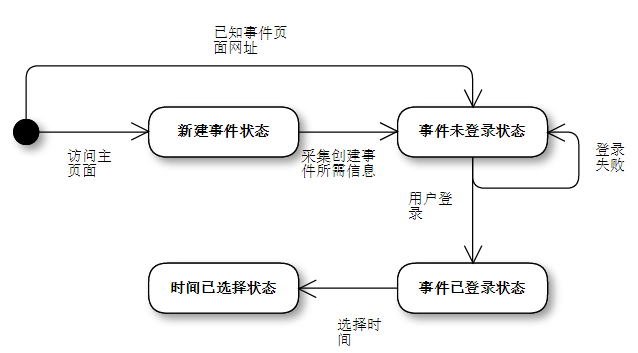 已知事件页
面网址
新建事件状态
事件未登录状态
访问主
页面
采集创建事
件所需信息
登录
失败
用户登
录
时间已选择状态
事件已登录状态
选择时
间